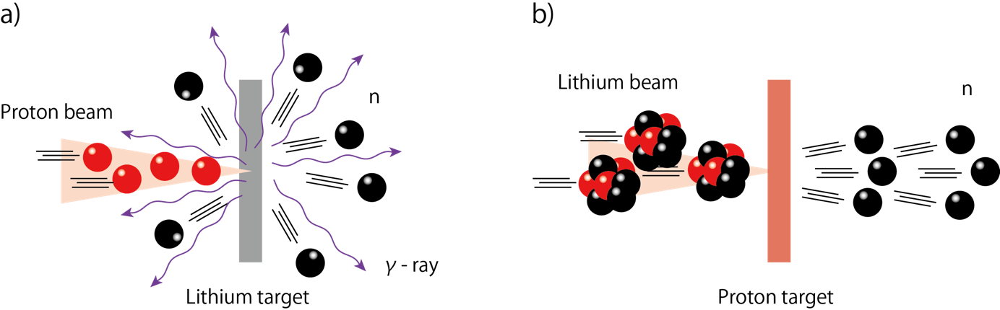 a)
Proton beam
n
γ - ray
Lithium target
b)
Lithium beam
n
Proton target